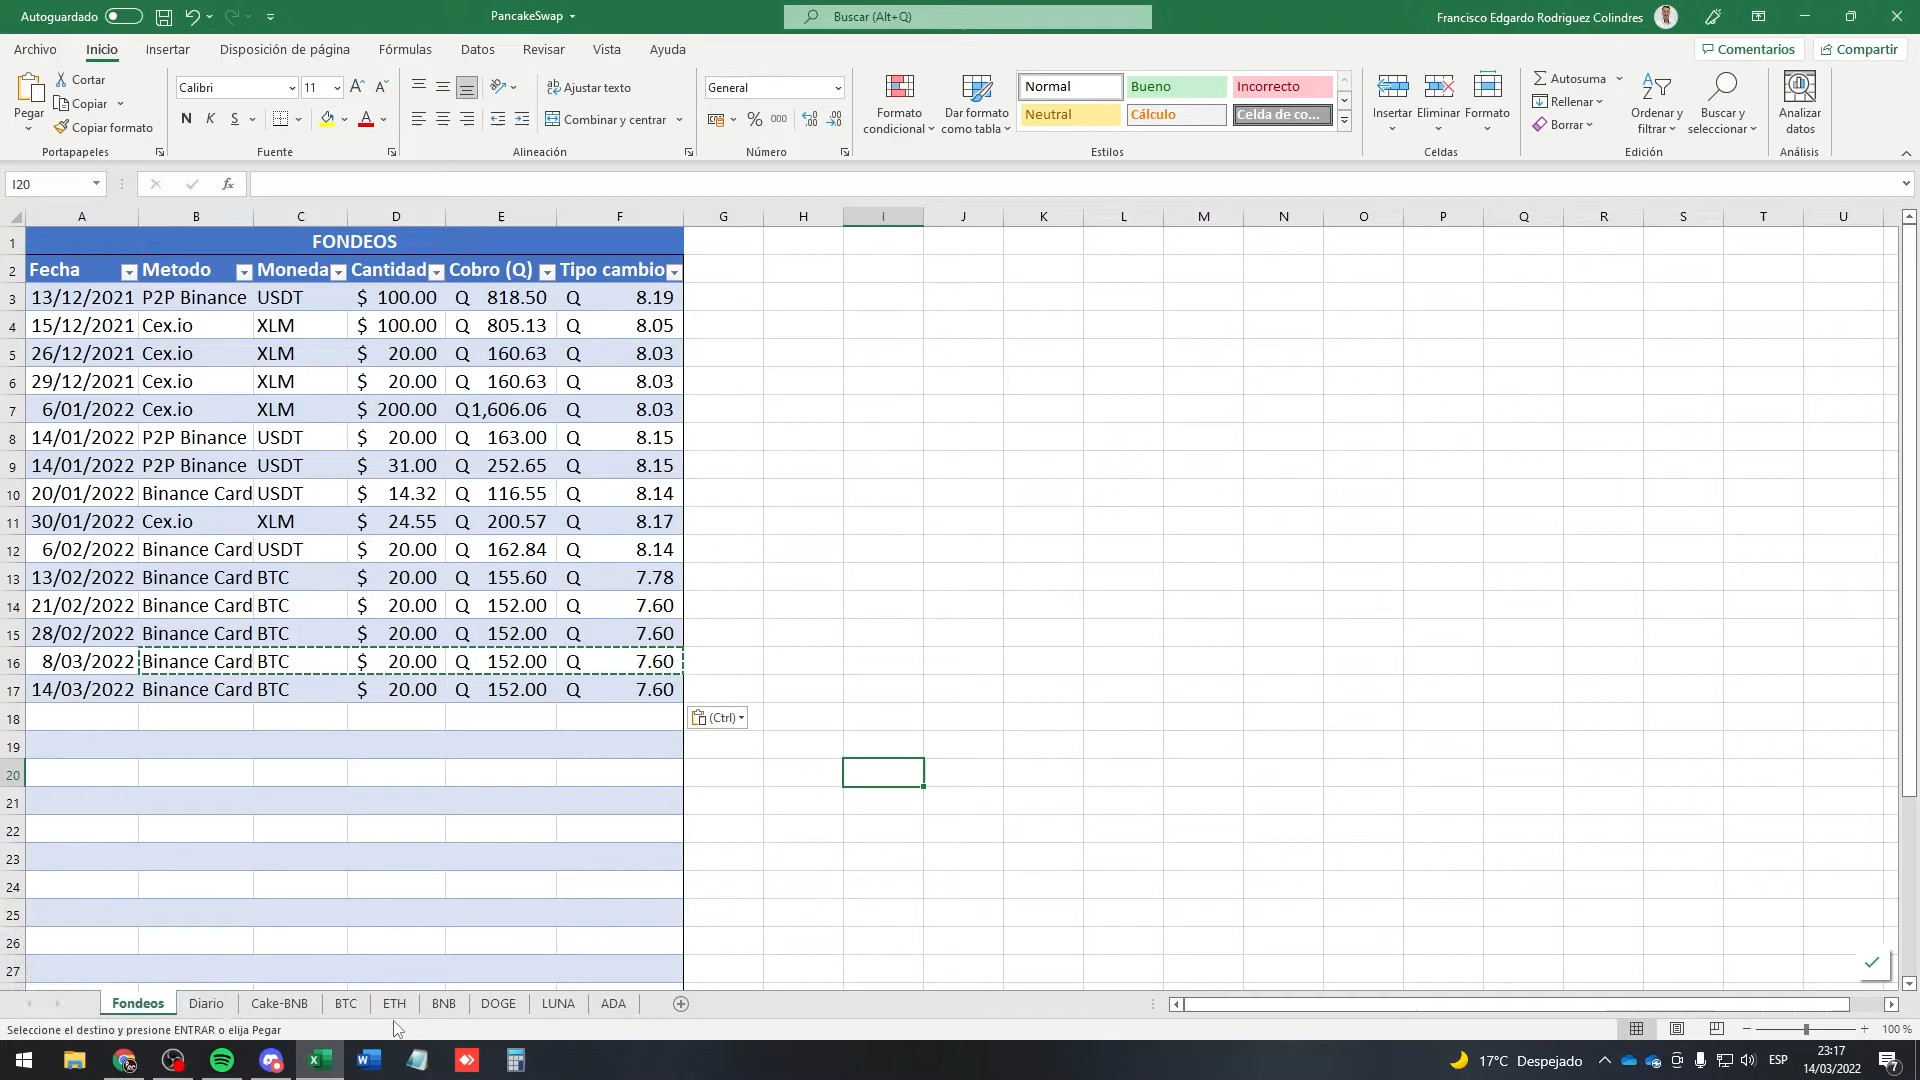 Autoguardado
PancakeSwap
Buscar (Alt+Q)
Francisco Edgardo Rodriguez Colindres
Archivo Inicio Insertar Disposición de página Fórmulas Datos Revisar Vista Ayuda
Comentarios Compartir
Pegar
Cortar
Copiar
Copiar formato
Portapapeles
Calibri 11
N K S
Fuente
Ajustar texto
Combinar y centrar
Alineación
General
% 000
Número
Formato condicional
Dar formato como tabla
Normal Bueno Incorrecto
Neutral Cálculo Celda de co...
Estilos
Insertar Eliminar Formato
Celdas
Autosuma
Rellenar
Borrar
Ordenar y filtrar
Buscar y seleccionar
Edición
Analizar datos
Análisis
I20
fx
A B C D E F G H I J K L M N O P Q R S T U
1 FONDEOS
2 Fecha Metodo Moneda Cantidad Cobro (Q) Tipo cambio
3 13/12/2021 P2P Binance USDT $ 100.00 Q 818.50 Q 8.19
4 15/12/2021 Cex.io XLM $ 100.00 Q 805.13 Q 8.05
5 26/12/2021 Cex.io XLM $ 20.00 Q 160.63 Q 8.03
6 29/12/2021 Cex.io XLM $ 20.00 Q 160.63 Q 8.03
7 6/01/2022 Cex.io XLM $ 200.00 Q1,606.06 Q 8.03
8 14/01/2022 P2P Binance USDT $ 20.00 Q 163.00 Q 8.15
9 14/01/2022 P2P Binance USDT $ 31.00 Q 252.65 Q 8.15
10 20/01/2022 Binance Card USDT $ 14.32 Q 116.55 Q 8.14
11 30/01/2022 Cex.io XLM $ 24.55 Q 200.57 Q 8.17
12 6/02/2022 Binance Card USDT $ 20.00 Q 162.84 Q 8.14
13 13/02/2022 Binance Card BTC $ 20.00 Q 155.60 Q 7.78
14 21/02/2022 Binance Card BTC $ 20.00 Q 152.00 Q 7.60
15 28/02/2022 Binance Card BTC $ 20.00 Q 152.00 Q 7.60
16 8/03/2022 Binance Card BTC $ 20.00 Q 152.00 Q 7.60
17 14/03/2022 Binance Card BTC $ 20.00 Q 152.00 Q 7.60
18 (Ctrl)
19
20
21
22
23
24
25
26
27
Fondeos Diario Cake-BNB BTC ETH BNB DOGE LUNA ADA
Seleccione el destino y presione ENTRAR o elija Pegar
100 %
17°C Despejado
ESP
23:17
14/03/2022
7